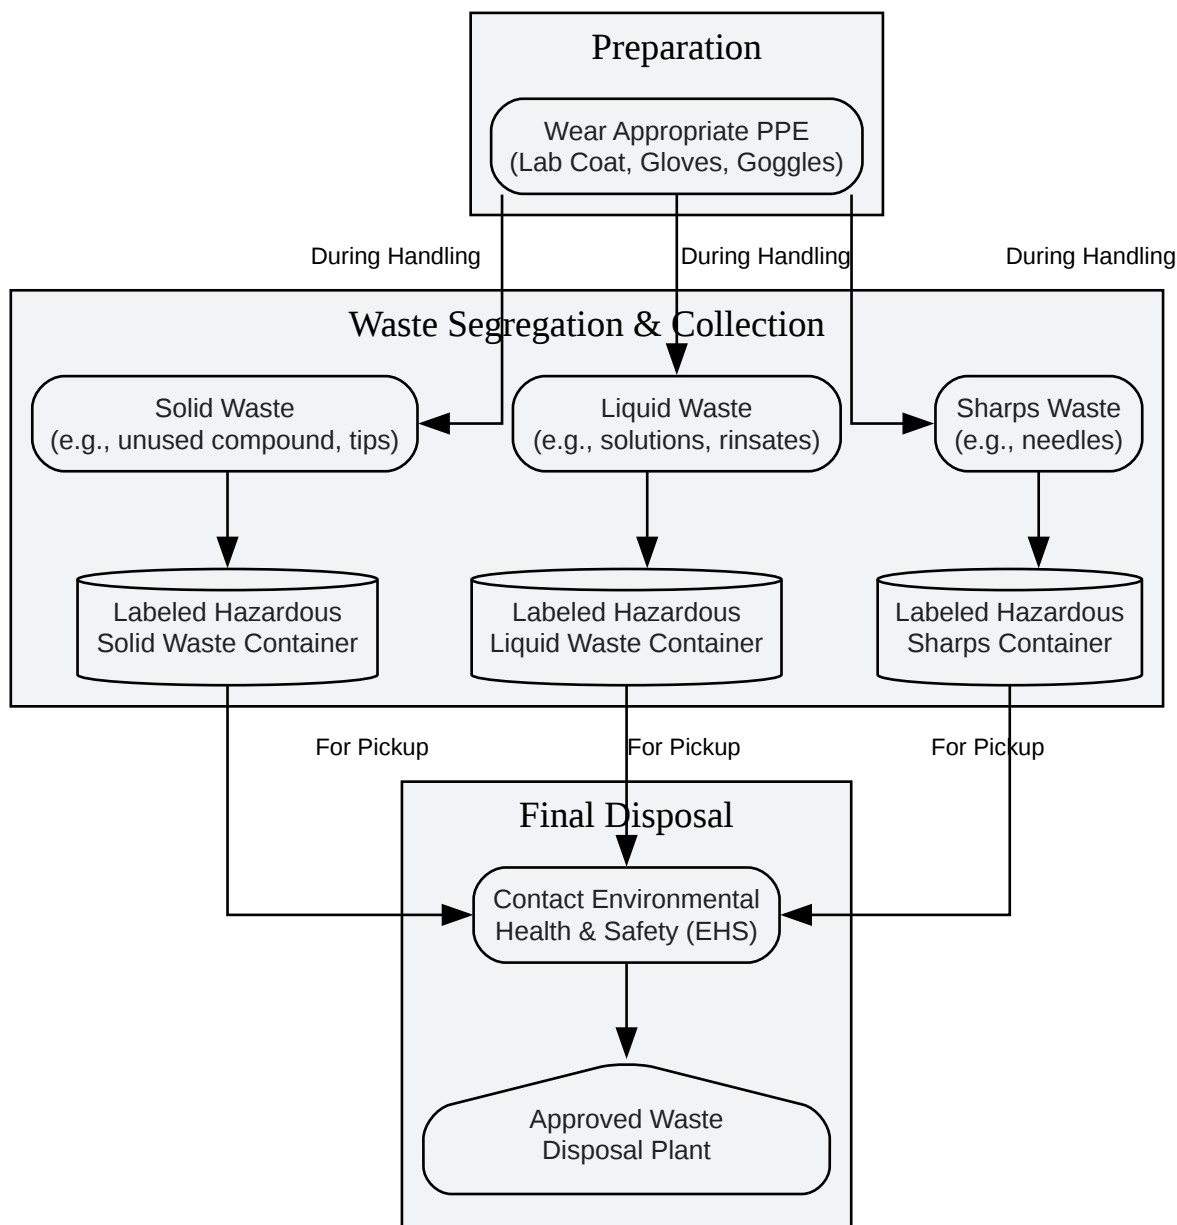 Preparation
Wear Appropriate PPE
(Lab Coat, Gloves, Goggles)
During Handling
During Handling
During Handling
Waste Segregation & Collection
Solid Waste
(e.g., unused compound, tips)
Liquid Waste
(e.g., solutions, rinsates)
Sharps Waste
(e.g., needles)
Labeled Hazardous
Solid Waste Container
Labeled Hazardous
Liquid Waste Container
Labeled Hazardous
Sharps Container
For Pickup
For Pickup
For Pickup
Final Disposal
Contact Environmental
Health & Safety (EHS)
Approved Waste
Disposal Plant